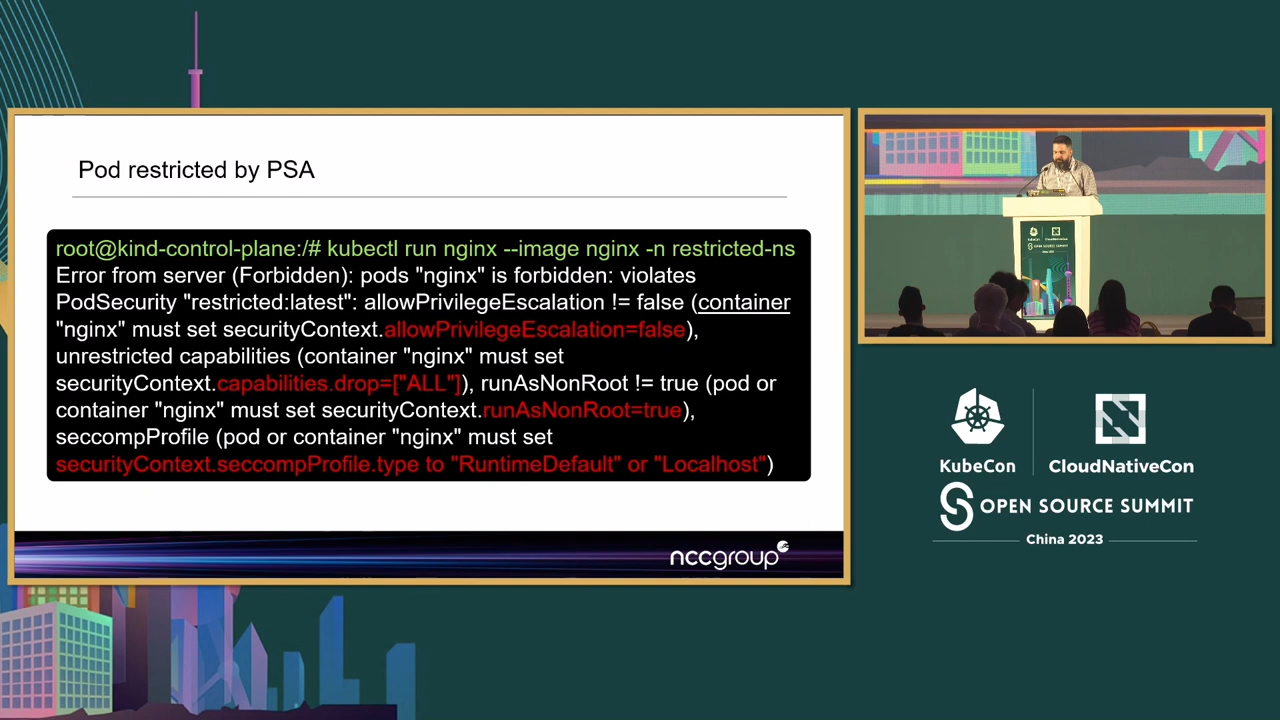 Pod restricted by PSA
root@kind-control-plane:/# kubectl run nginx --image nginx -n restricted-ns
Error from server (Forbidden): pods "nginx" is forbidden: violates
PodSecurity "restricted:latest": allowPrivilegeEscalation != false (container
"nginx" must set securityContext.allowPrivilegeEscalation=false),
unrestricted capabilities (container "nginx" must set
securityContext.capabilities.drop=["ALL"]), runAsNonRoot != true (pod or
container "nginx" must set securityContext.runAsNonRoot=true),
seccompProfile (pod or container "nginx" must set
securityContext.seccompProfile.type to "RuntimeDefault" or "Localhost")
nccgroup
KubeCon
CloudNativeCon
OPEN SOURCE SUMMIT
China 2023